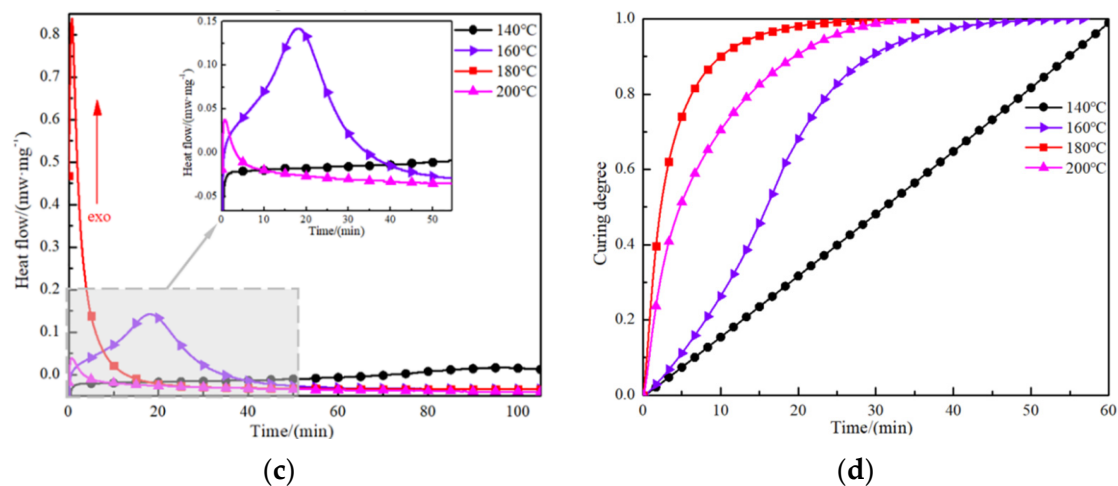 0.15
0.10
0.05
0.00
-0.05
Heat flow/(mw·mg⁻¹)
0 10 20 30 40 50
Time/(min)
140℃
160℃
180℃
200℃
0.8
0.7
0.6
0.5
0.4
0.3
0.2
0.1
0.0
Heat flow/(mw·mg⁻¹)
exo
0 20 40 60 80 100
Time/(min)
(c)
1.0
0.8
0.6
0.4
0.2
0.0
Curing degree
140℃
160℃
180℃
200℃
0 10 20 30 40 50 60
Time/(min)
(d)